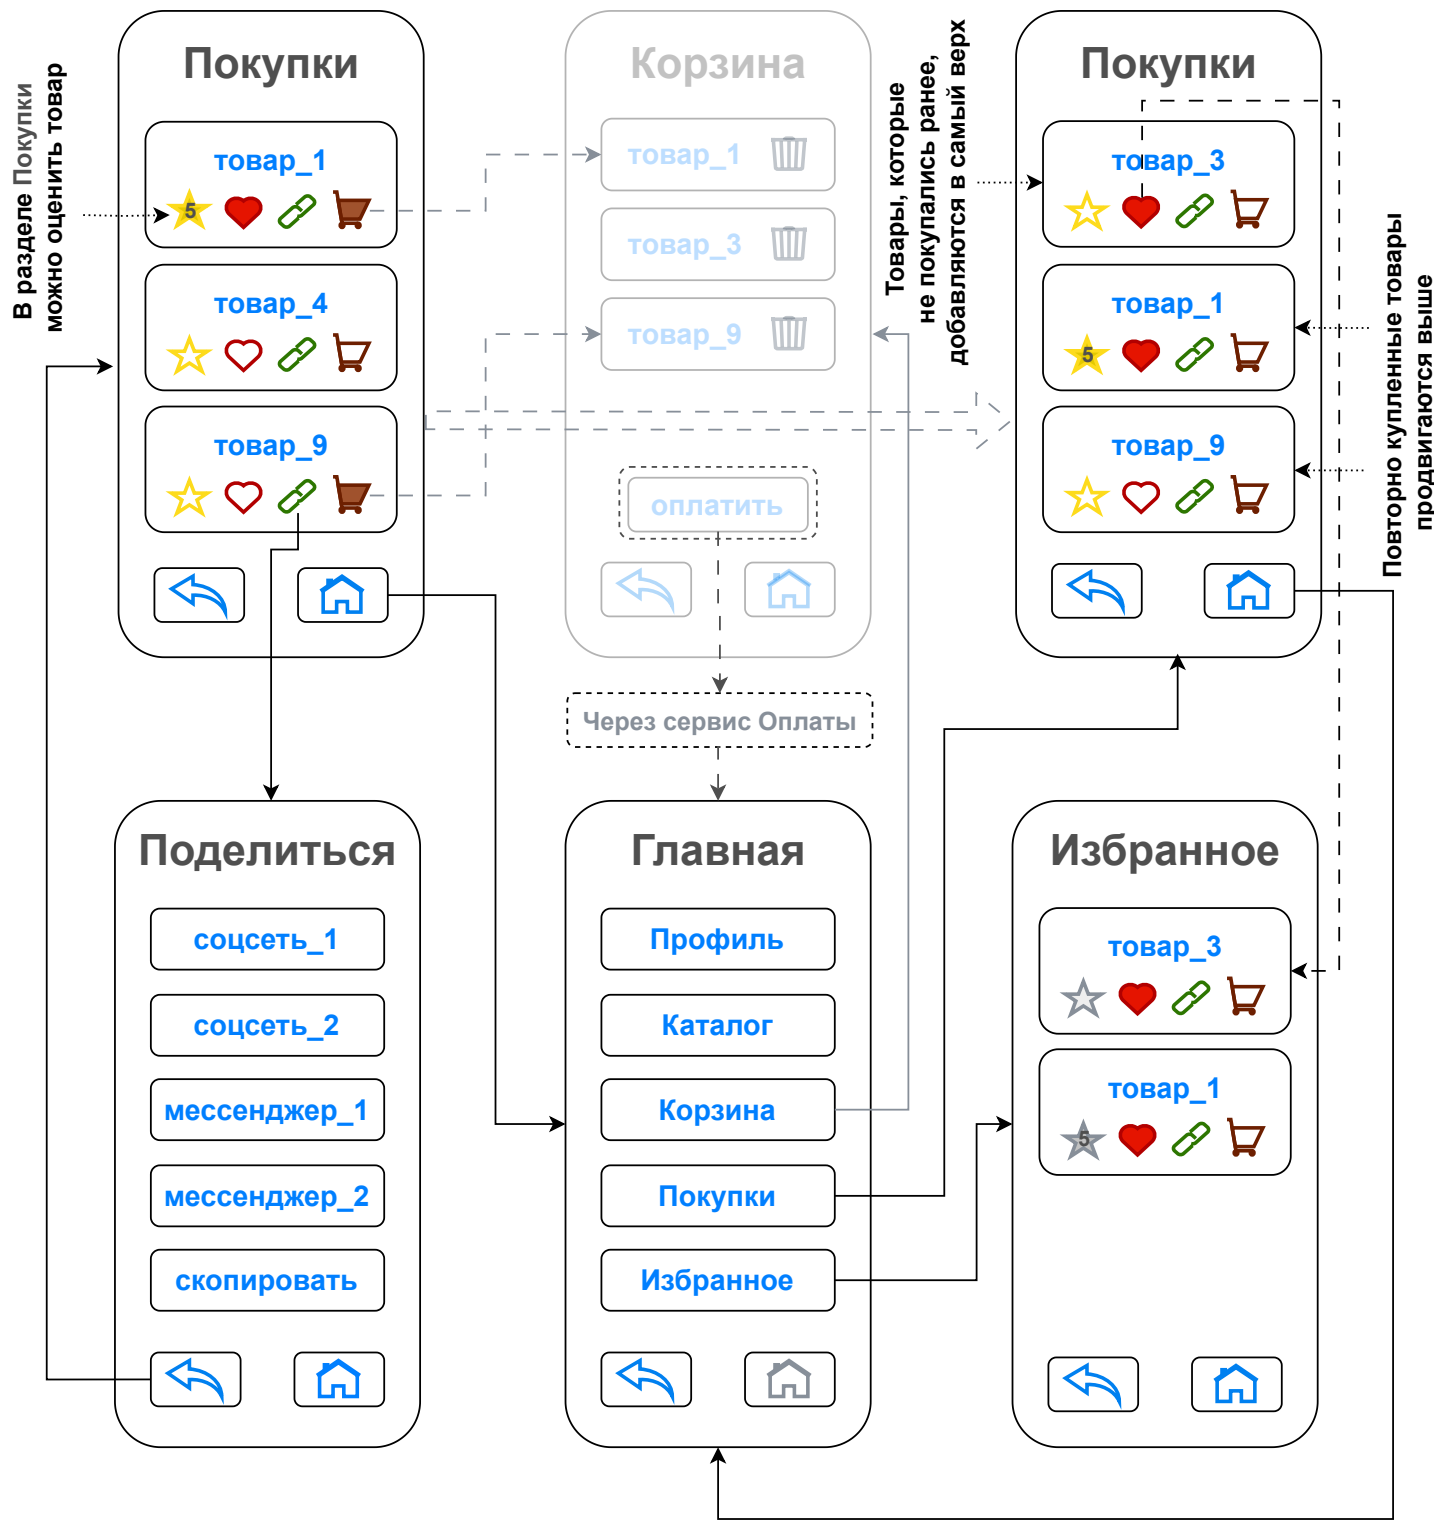 В разделе Покупки
можно оценить товар
Покупки
товар_1
5
товар_4
товар_9
Корзина
товар_1
товар_3
товар_9
оплатить
Через сервис Оплаты
Товары, которые
не покупались ранее,
добавляются в самый верх
Покупки
товар_3
товар_1
5
товар_9
Повторно купленные товары
продвигаются выше
Поделиться
соцсеть_1
соцсеть_2
мессенджер_1
мессенджер_2
скопировать
Главная
Профиль
Каталог
Корзина
Покупки
Избранное
Избранное
товар_3
товар_1
5